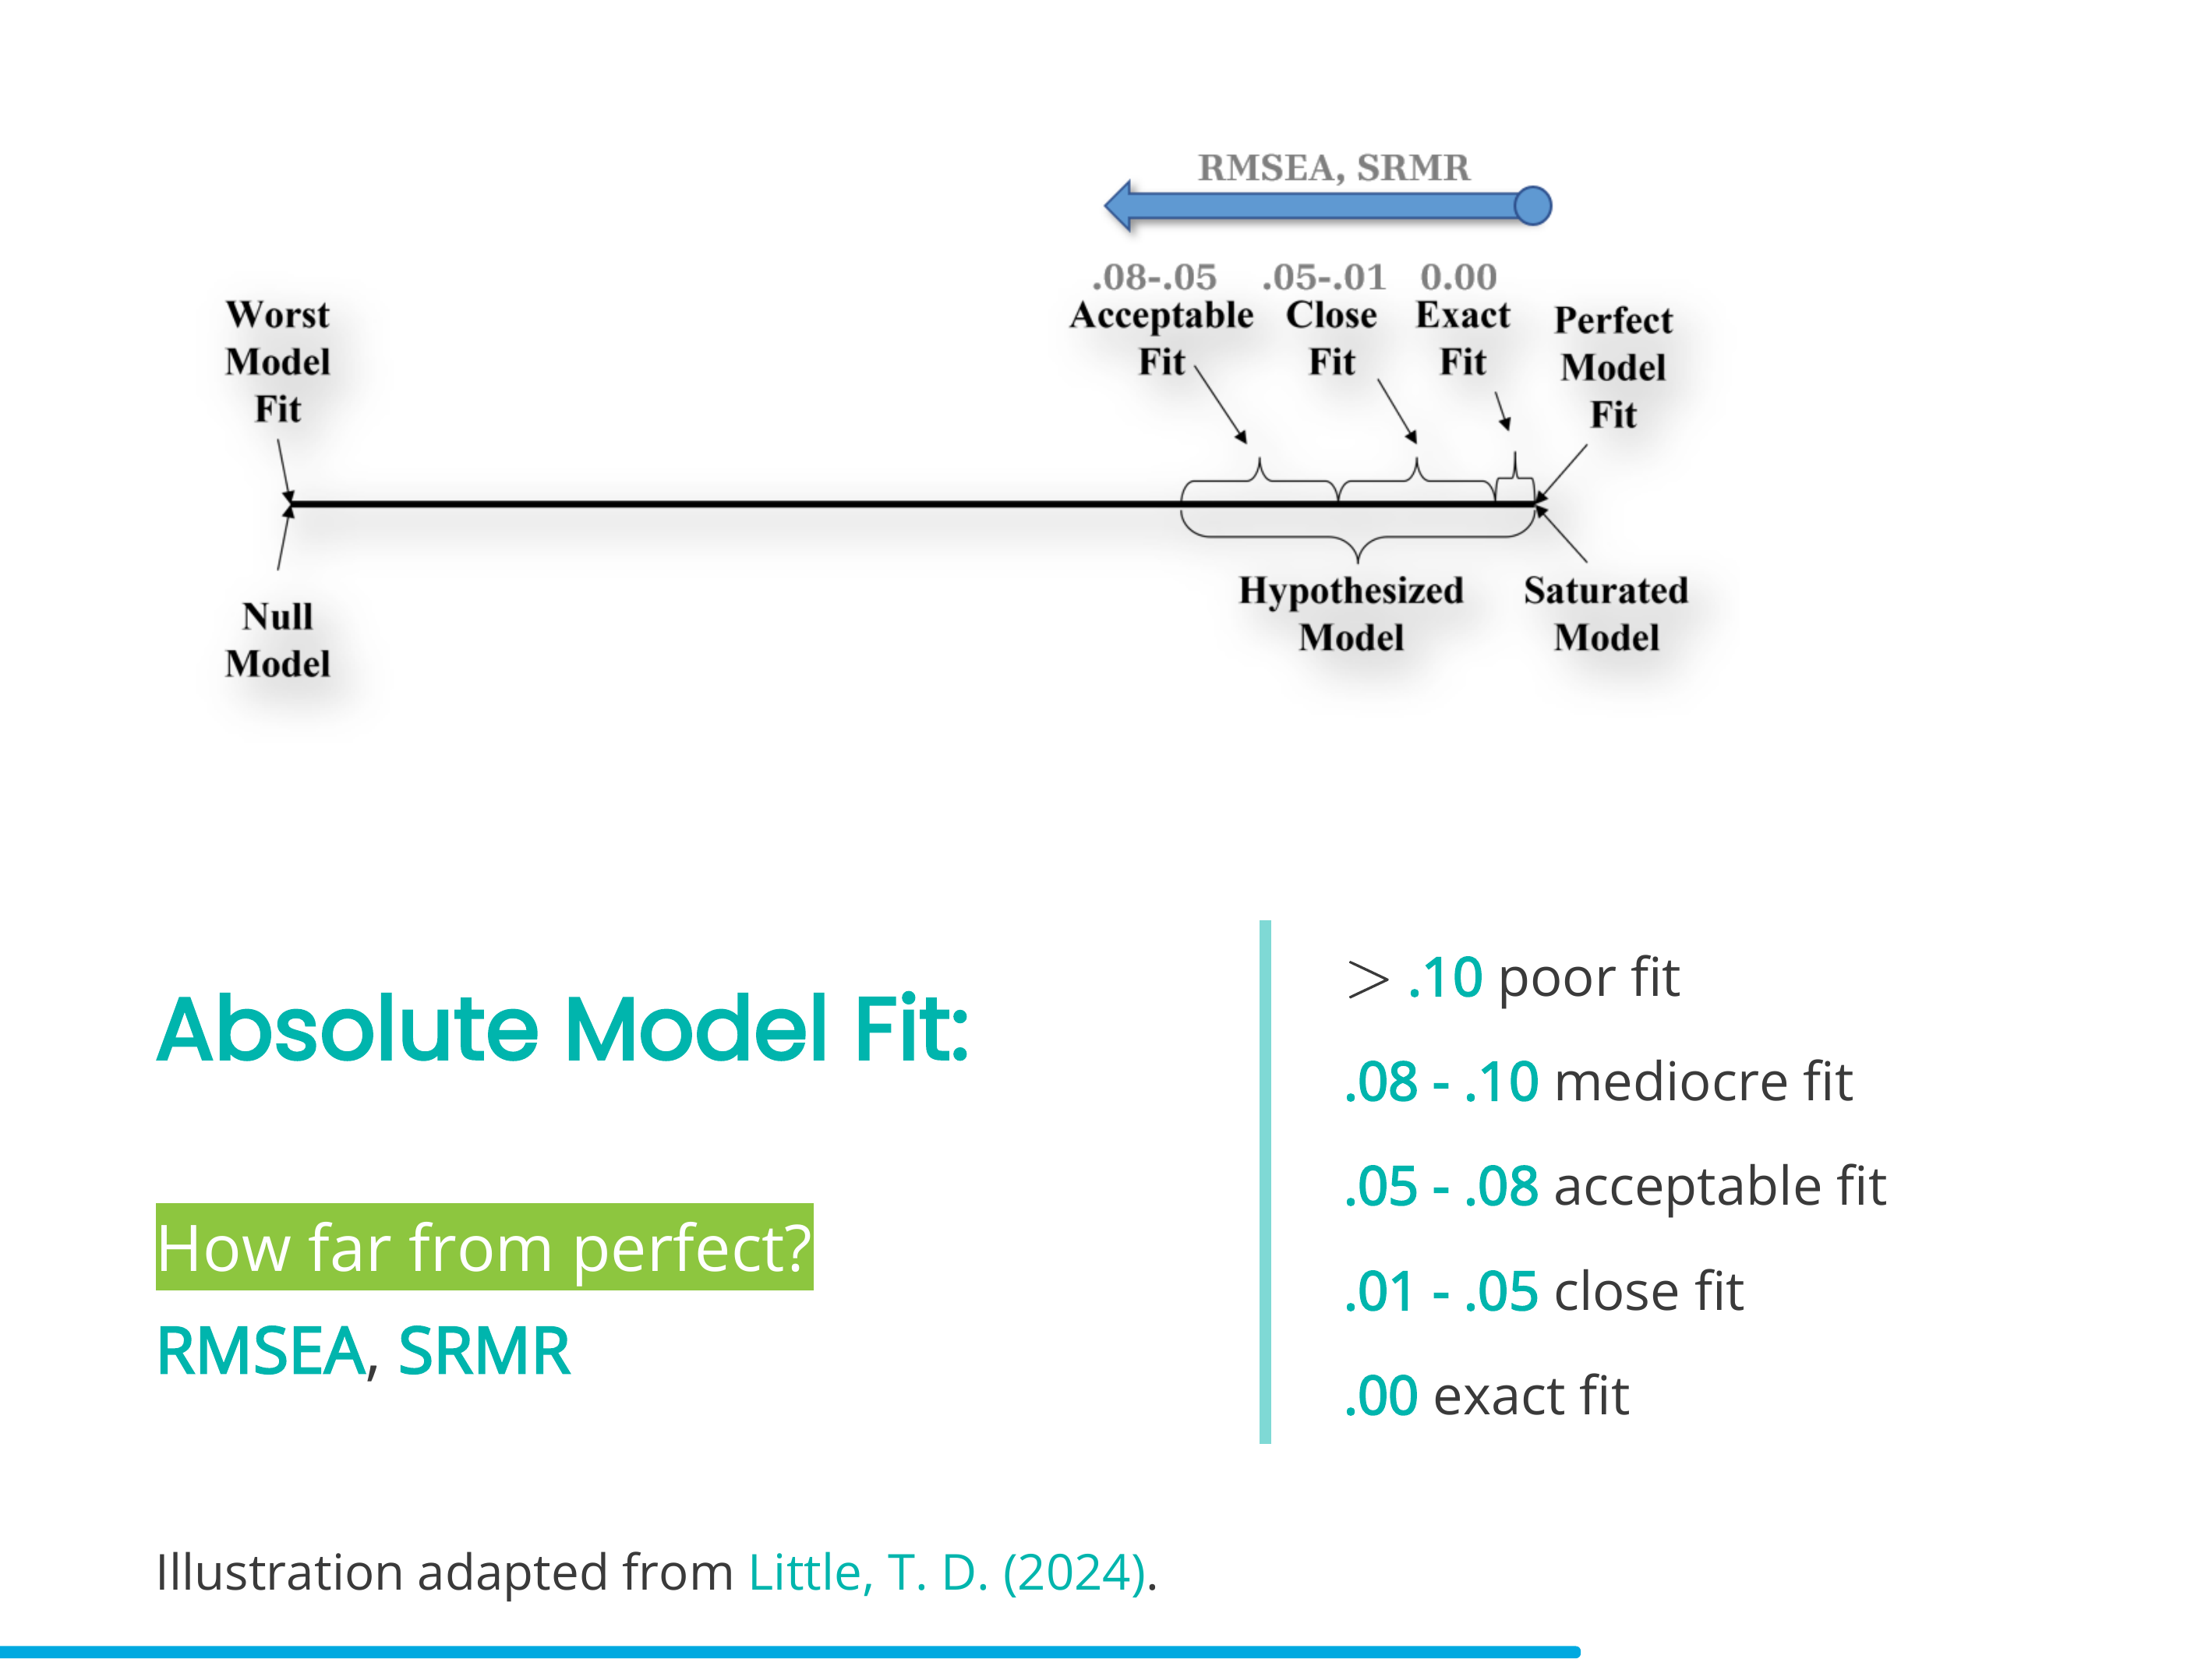 RMSEA, SRMR
.08-.05 .05-.01 0.00
Worst
Model
Fit
Acceptable
Fit
Close
Fit
Exact
Fit
Perfect
Model
Fit
Null
Model
Hypothesized
Model
Saturated
Model
Absolute Model Fit:
How far from perfect?
RMSEA, SRMR
> .10 poor fit
.08 - .10 mediocre fit
.05 - .08 acceptable fit
.01 - .05 close fit
.00 exact fit
Illustration adapted from Little, T. D. (2024).